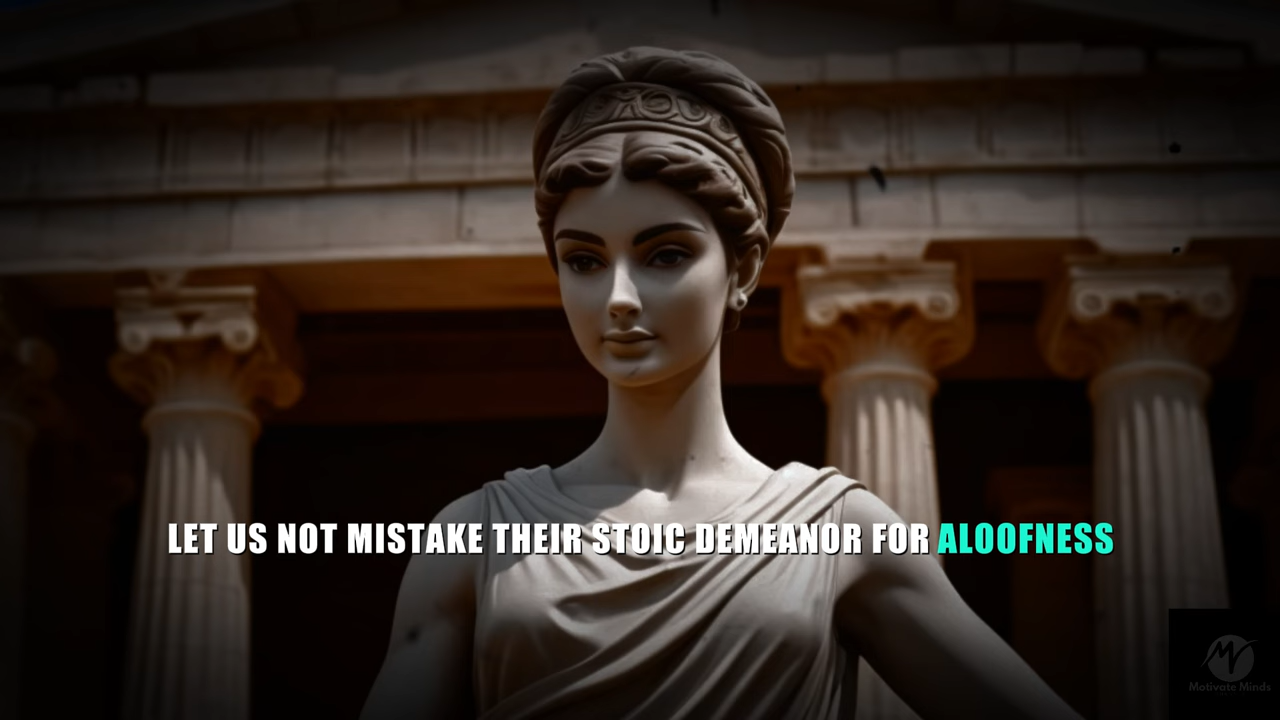 LET US NOT MISTAKE THEIR STOIC DEMEANOR FOR ALOOFNESS
Motivate Minds